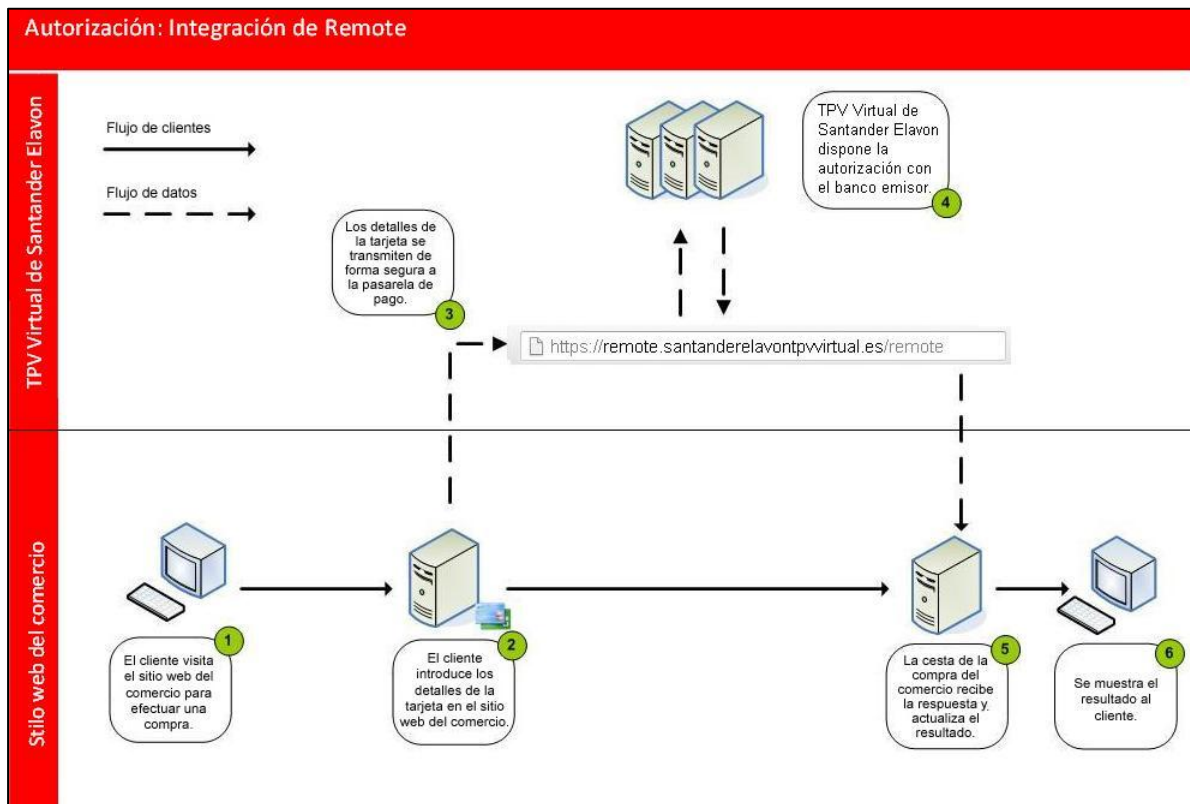 Autorización: Integración de Remote
TPV Virtual de Santander Elavon
Flujo de clientes
Flujo de datos
Los detalles de
la tarjeta se
transmiten de
forma segura a
la pasarela de
pago.
3
TPV Virtual de
Santander Elavon
dispone la
autorización con
el banco emisor.
4
https://remote.santanderelavontpvvirtual.es/remote
Stilo web del comercio
1
El cliente visita
el sitio web del
comercio para
efectuar una
compra.
2
El cliente
introduce los
detalles de la
tarjeta en el sitio
web del comercio.
5
La cesta de la
compra del
comercio recibe
la respuesta y
actualiza el
resultado.
6
Se muestra el
resultado al
cliente.